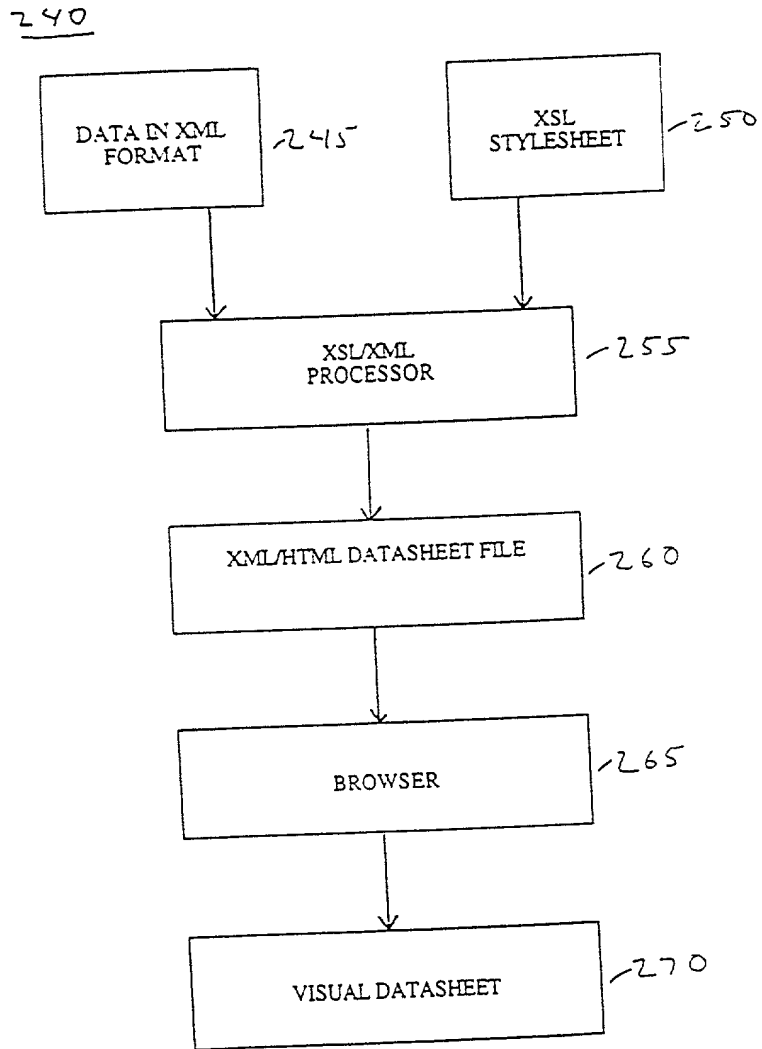 240
DATA IN XML
FORMAT
245
XSL
STYLESHEET
250
XSL/XML
PROCESSOR
255
XML/HTML DATASHEET FILE
260
BROWSER
265
VISUAL DATASHEET
270